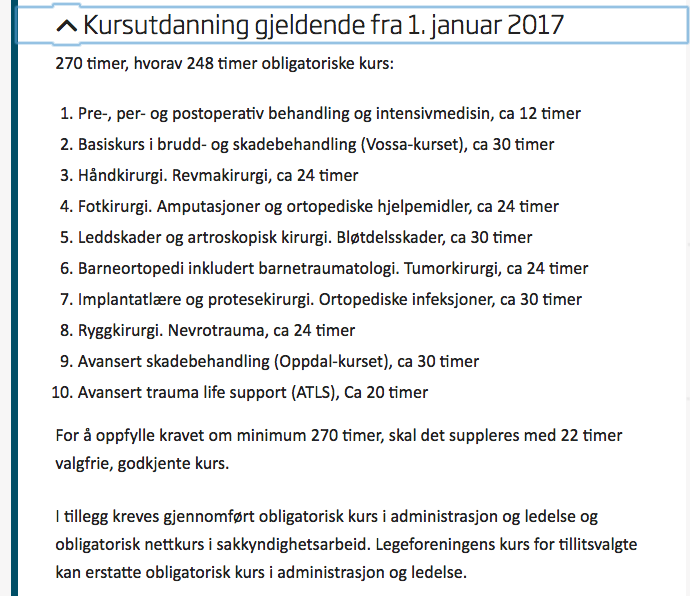 Kursutdanning gjeldende fra 1. januar 2017
270 timer, hvorav 248 timer obligatoriske kurs:
1. Pre-, per- og postoperativ behandling og intensivmedisin, ca 12 timer
2. Basiskurs i brudd- og skadebehandling (Vossa-kurset), ca 30 timer
3. Håndkirurgi. Revmakirurgi, ca 24 timer
4. Fotkirurgi. Amputasjoner og ortopediske hjelpemidler, ca 24 timer
5. Leddskader og artroskopisk kirurgi. Bløtdelsskader, ca 30 timer
6. Barneortopedi inkludert barnetraumatologi. Tumorkirurgi, ca 24 timer
7. Implantatlære og protesekirurgi. Ortopediske infeksjoner, ca 30 timer
8. Ryggkirurgi. Nevrotrauma, ca 24 timer
9. Avansert skadebehandling (Oppdal-kurset), ca 30 timer
10. Avansert trauma life support (ATLS), Ca 20 timer
For å oppfylle kravet om minimum 270 timer, skal det suppleres med 22 timer
valgfrie, godkjente kurs.
I tillegg kreves gjennomført obligatorisk kurs i administrasjon og ledelse og
obligatorisk nettkurs i sakkyndighetsarbeid. Legeforeningens kurs for tillitsvalgte
kan erstatte obligatorisk kurs i administrasjon og ledelse.